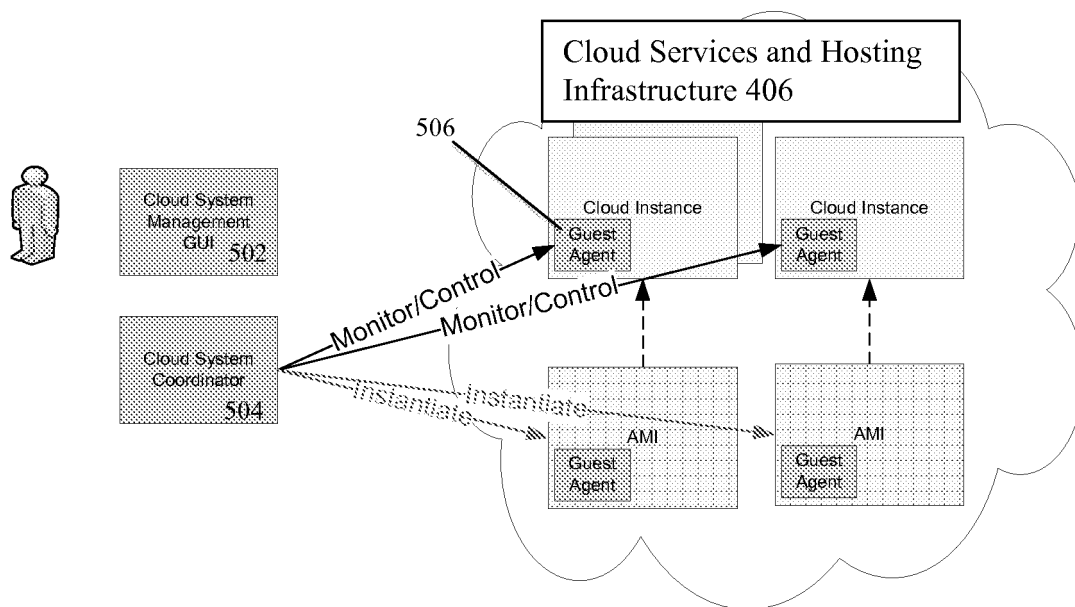 Cloud Services and Hosting
Infrastructure 406
506
Cloud System
Management
GUI
502
Cloud Instance
Guest
Agent
Cloud Instance
Guest
Agent
Monitor/Control
Monitor/Control
Cloud System
Coordinator
504
Instantiate
Instantiate
AMI
Guest
Agent
AMI
Guest
Agent